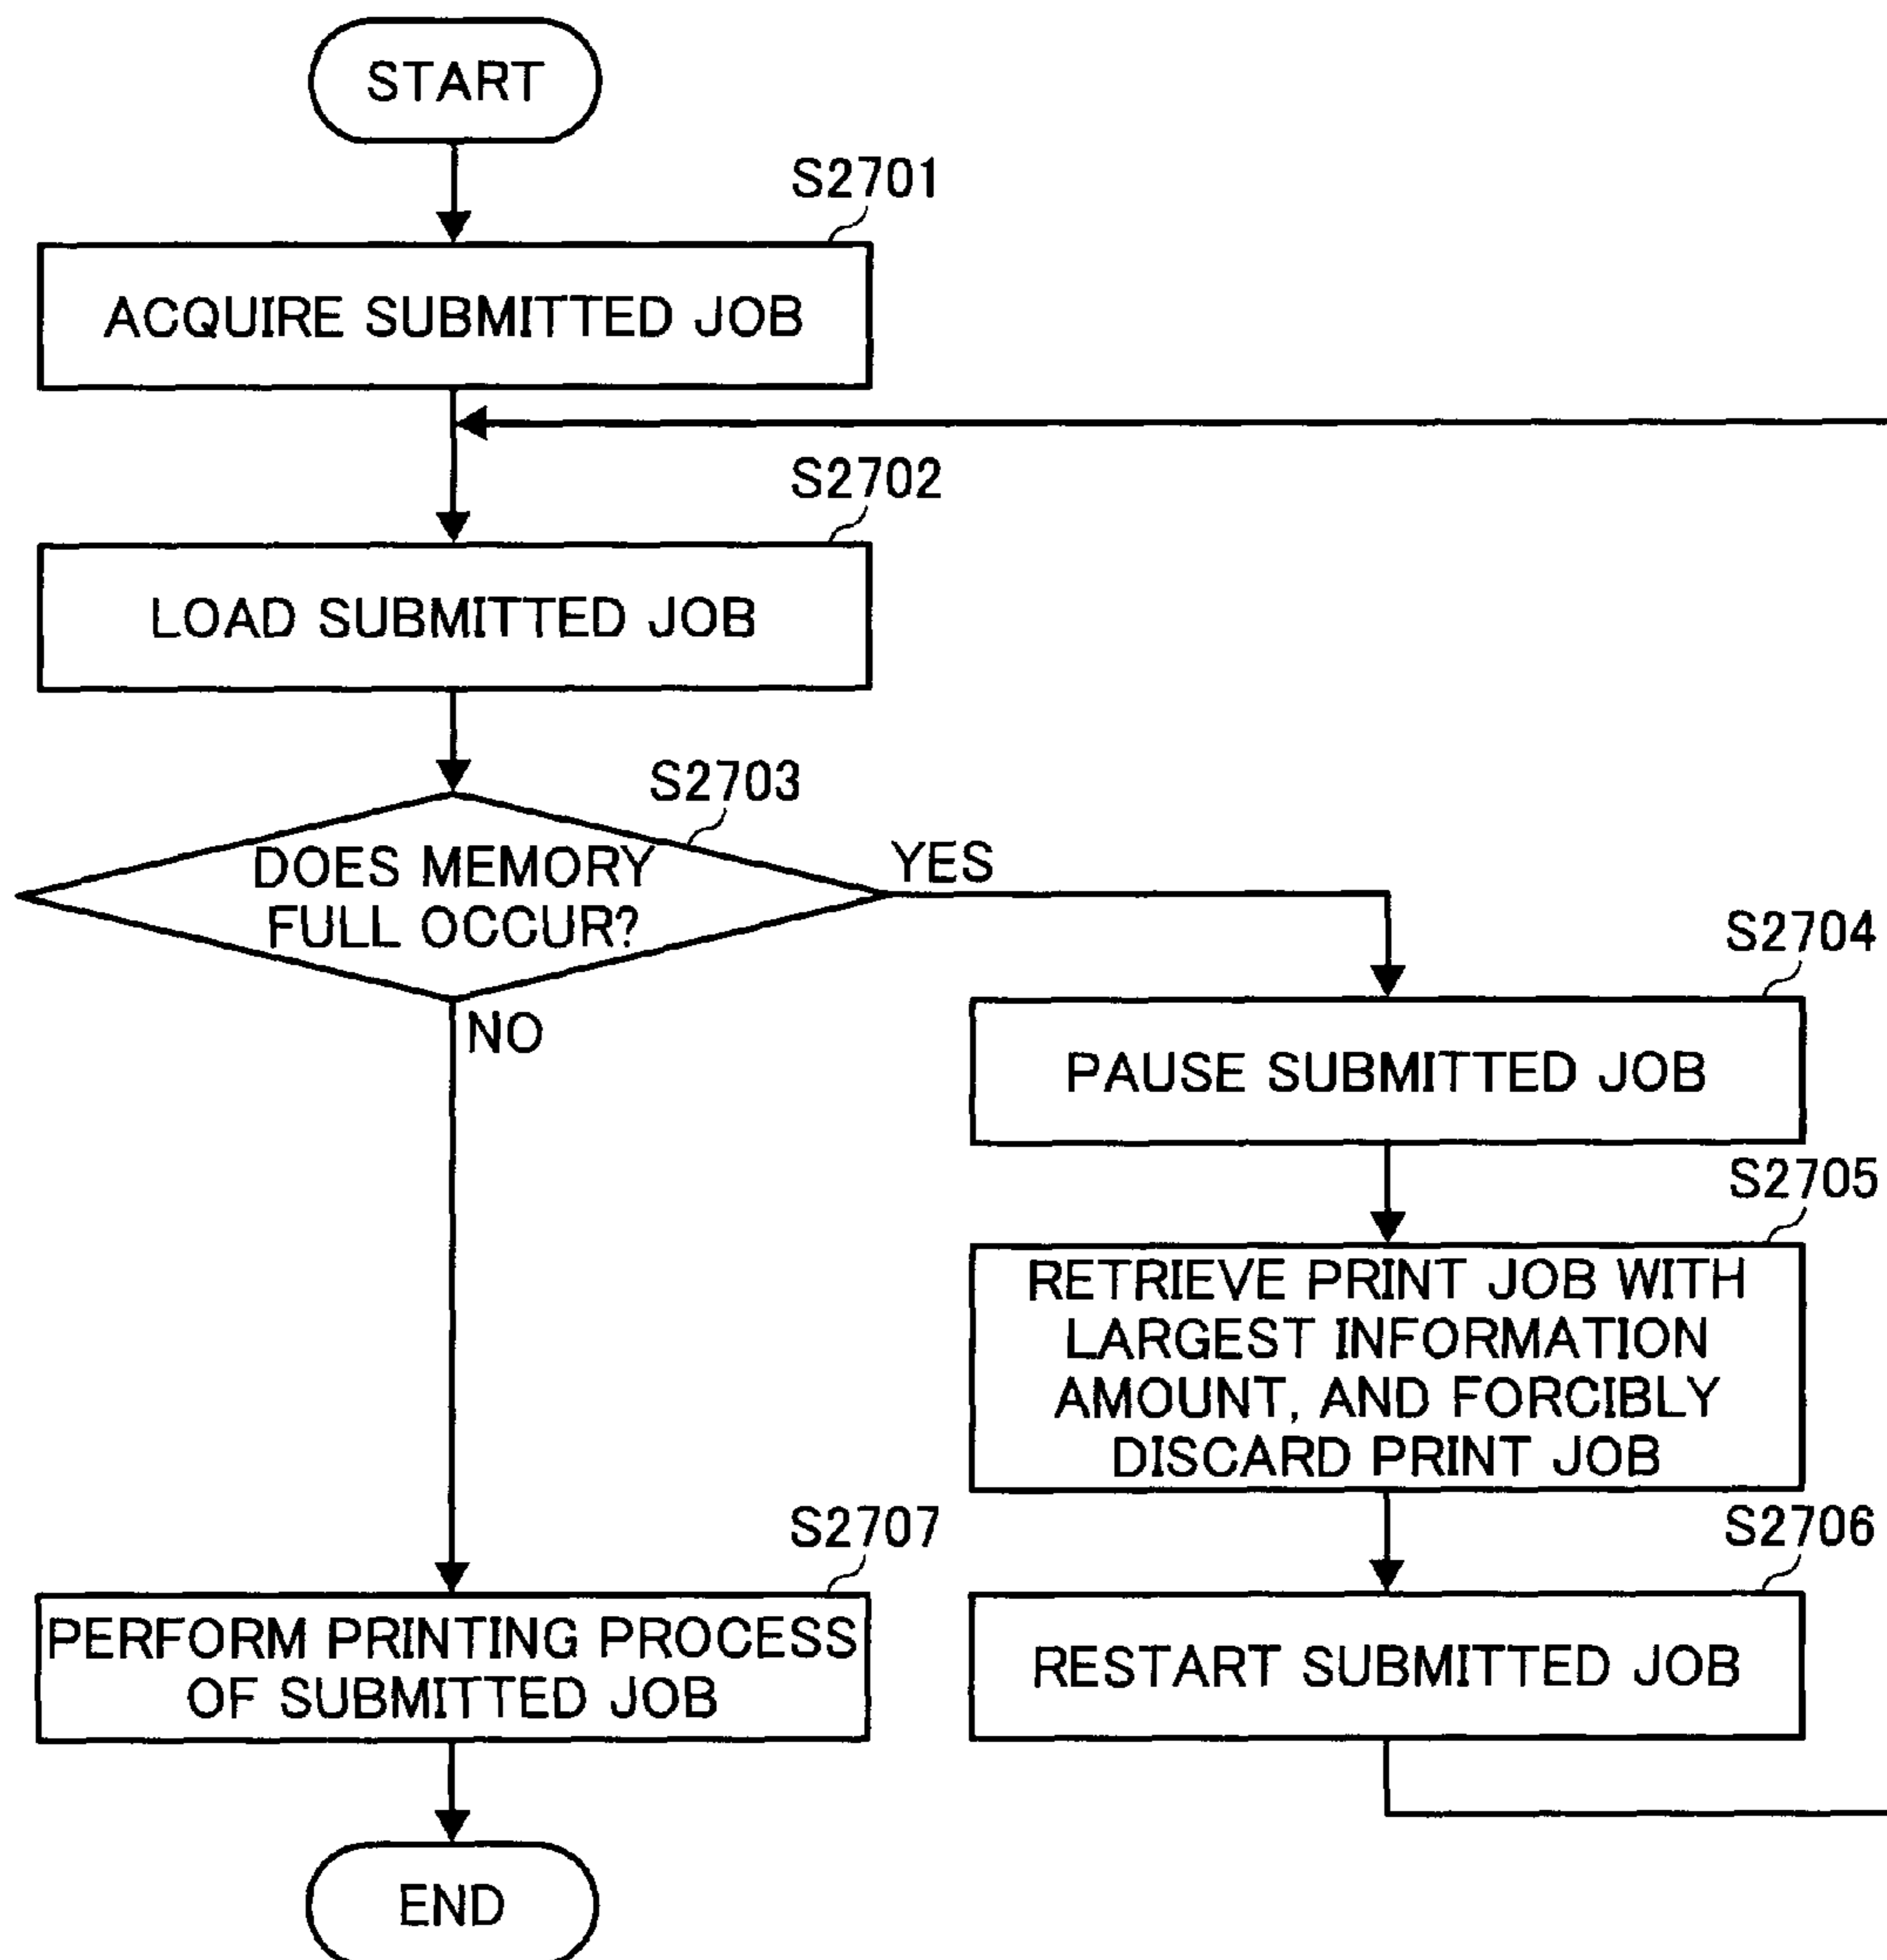 START
S2701
ACQUIRE SUBMITTED JOB
S2702
LOAD SUBMITTED JOB
S2703
DOES MEMORY
FULL OCCUR?
YES
NO
S2704
PAUSE SUBMITTED JOB
S2705
RETRIEVE PRINT JOB WITH
LARGEST INFORMATION
AMOUNT, AND FORCIBLY
DISCARD PRINT JOB
S2706
RESTART SUBMITTED JOB
S2707
PERFORM PRINTING PROCESS
OF SUBMITTED JOB
END